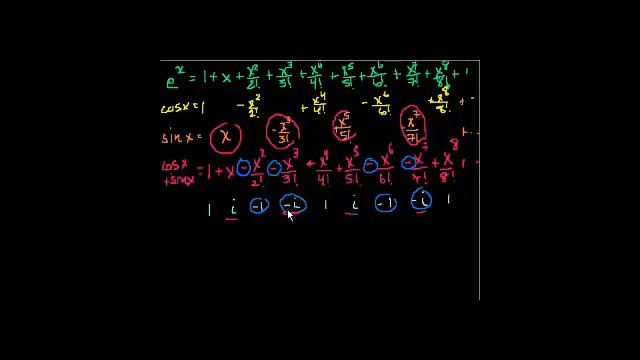 e^x = 1 + x + x²/2! + x³/3! + x⁴/4! + x⁵/5! + x⁶/6! + x⁷/7! + x⁸/8! +
cos x = 1 - x²/2! + x⁴/4! - x⁶/6! + x⁸/8! + ...
sin x = x - x³/3! + x⁵/5! - x⁷/7! + ...
cos x + sin x = 1 + x - x²/2! - x³/3! + x⁴/4! + x⁵/5! - x⁶/6! - x⁷/7! + x⁸/8! + ...
1 i -1 -i 1 i -1 -i 1